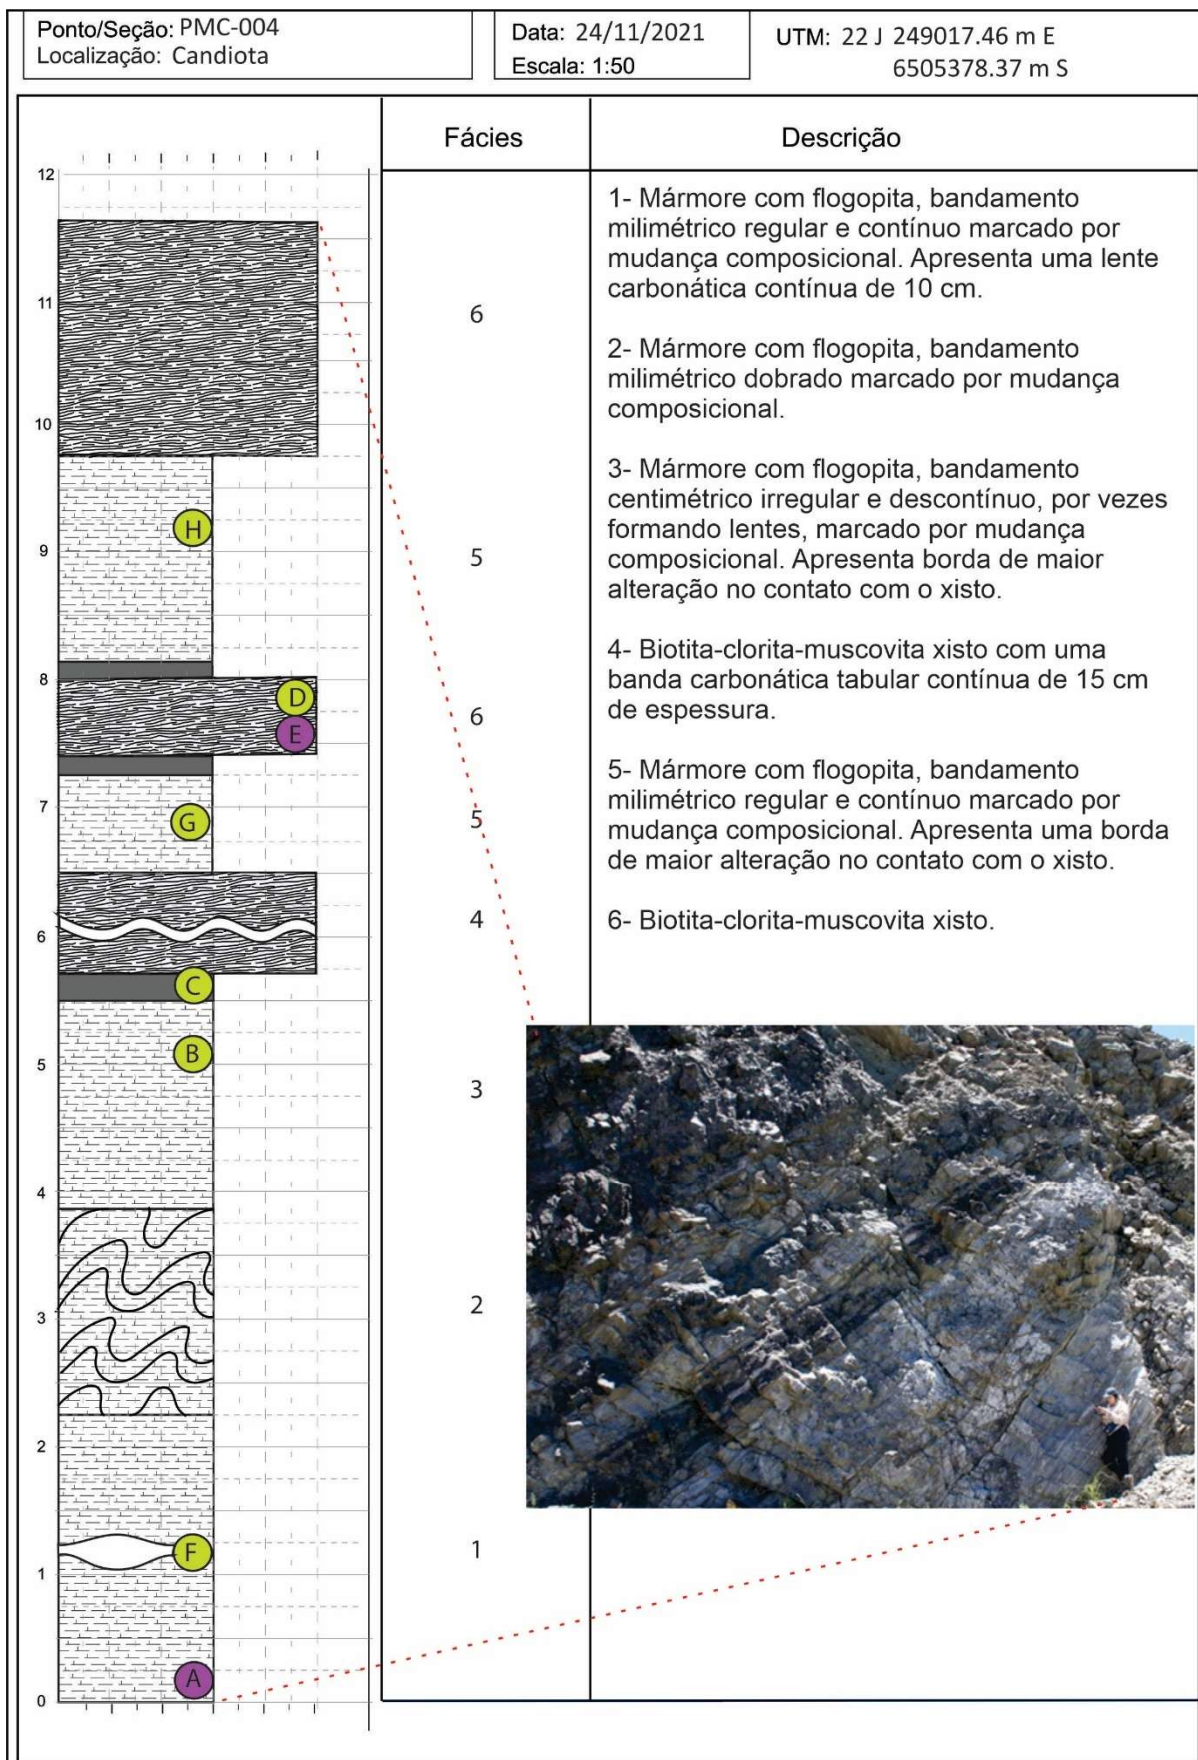 Ponto/Seção: PMC-004
Localização: Candiota
Data: 24/11/2021
Escala: 1:50
UTM: 22 J 249017.46 m E
6505378.37 m S
Fácies
Descrição
12
11
10
9
8
7
6
5
4
3
2
1
0
H
D
E
G
C
B
F
A
6
5
6
5
4
3
2
1
1- Mármore com flogopita, bandamento
milimétrico regular e contínuo marcado por
mudança composicional. Apresenta uma lente
carbonática contínua de 10 cm.
2- Mármore com flogopita, bandamento
milimétrico dobrado marcado por mudança
composicional.
3- Mármore com flogopita, bandamento
centimétrico irregular e descontínuo, por vezes
formando lentes, marcado por mudança
composicional. Apresenta borda de maior
alteração no contato com o xisto.
4- Biotita-clorita-muscovita xisto com uma
banda carbonática tabular contínua de 15 cm
de espessura.
5- Mármore com flogopita, bandamento
milimétrico regular e contínuo marcado por
mudança composicional. Apresenta uma borda
de maior alteração no contato com o xisto.
6- Biotita-clorita-muscovita xisto.